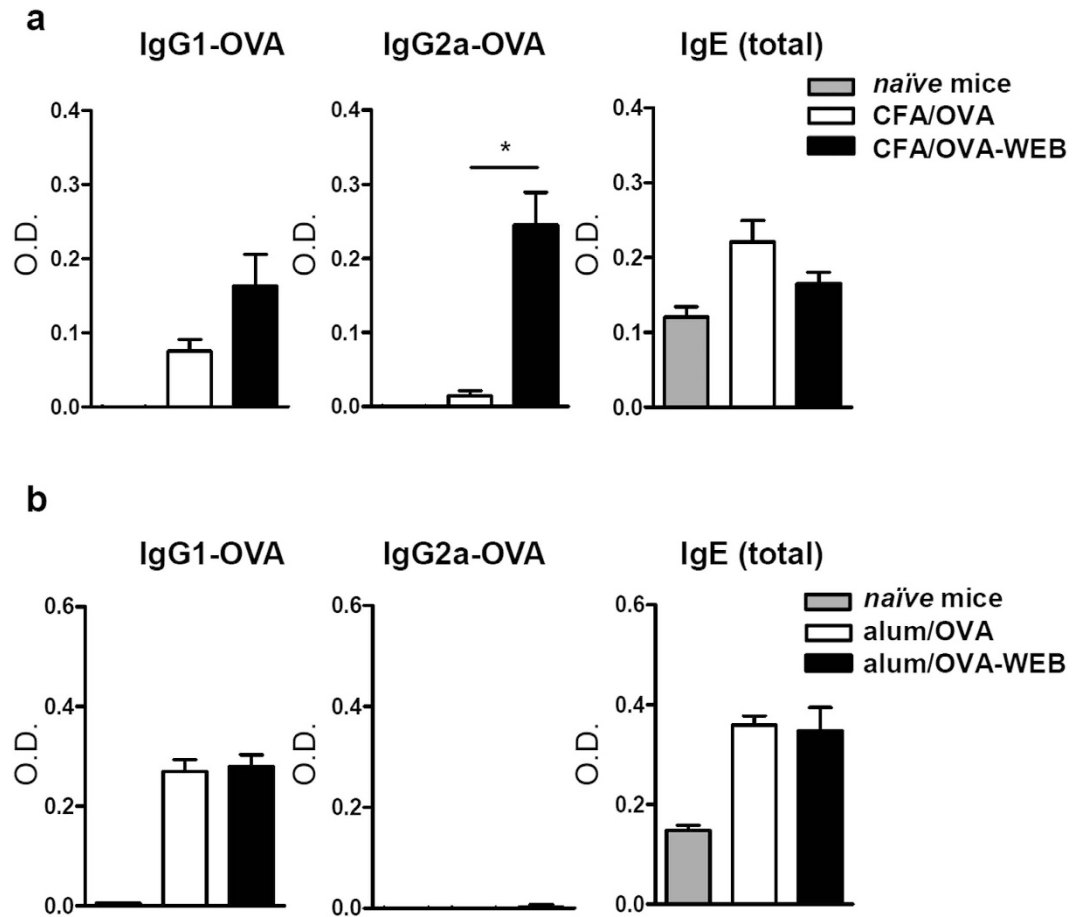 a
IgG1-OVA IgG2a-OVA IgE (total)
naïve mice
CFA/OVA
CFA/OVA-WEB
0.4 0.4 0.4
*
0.3 0.3 0.3
O.D. O.D. O.D.
0.2 0.2 0.2
0.1 0.1 0.1
0.0 0.0 0.0
b
IgG1-OVA IgG2a-OVA IgE (total)
naïve mice
alum/OVA
alum/OVA-WEB
0.6 0.6 0.6
0.4 0.4 0.4
O.D. O.D. O.D.
0.2 0.2 0.2
0.0 0.0 0.0